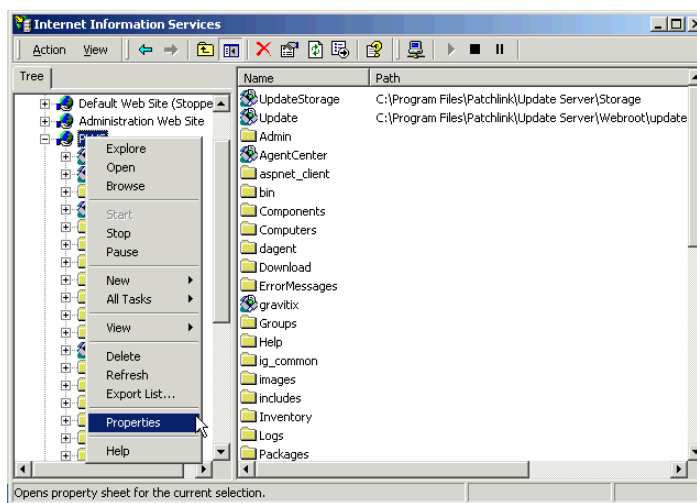 Internet Information Services
Action View
Tree
Name Path
Default Web Site (Stoppe
Administration Web Site
Explore
Open
Browse
Start
Stop
Pause
New
All Tasks
View
Delete
Refresh
Export List...
Properties
Help
UpdateStorage C:\Program Files\Patchlink\Update Server\Storage
Update C:\Program Files\Patchlink\Update Server\Webroot\update
Admin
AgentCenter
aspnet_client
bin
Components
Computers
dagent
Download
ErrorMessages
gravitix
Groups
Help
ig_common
images
includes
Inventory
Logs
Packages
Opens property sheet for the current selection.